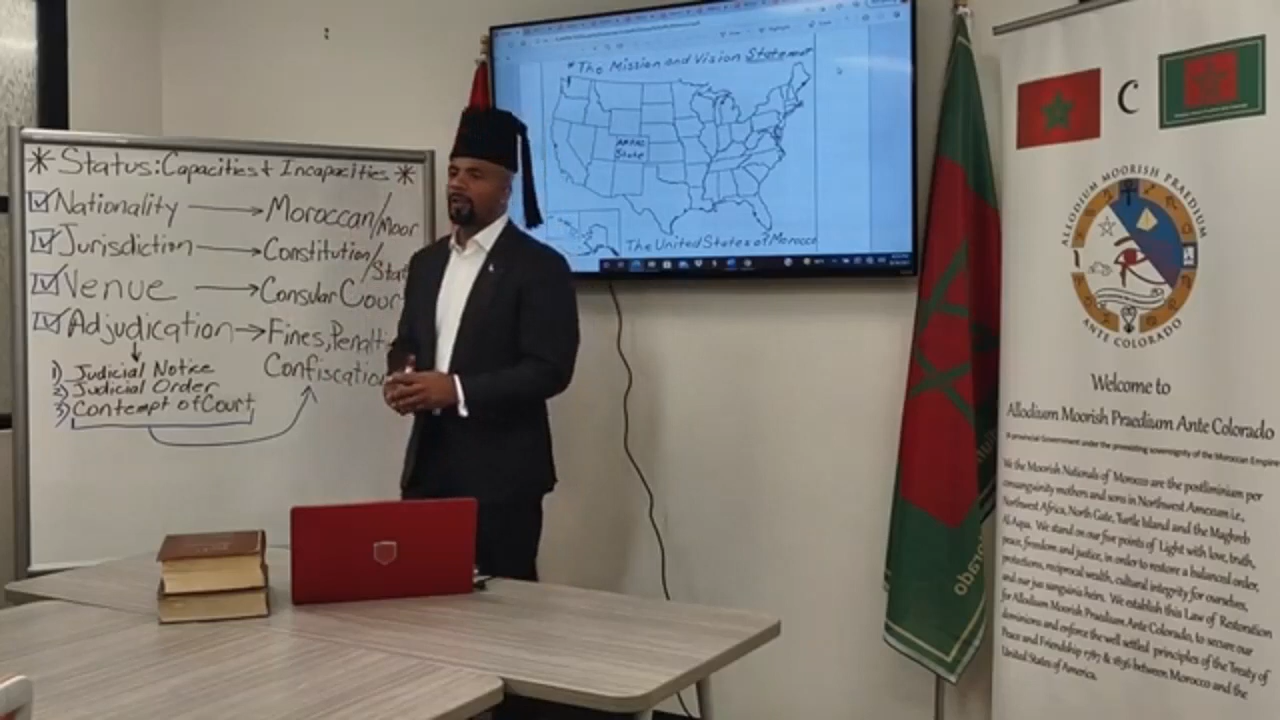 * Status: Capacities & Incapacities *
Nationality → Moroccan/Moor
Jurisdiction → Constitution/
Venue → Consular
Adjudication → Fines,
Confiscation
1) Judicial Notice
2) Judicial Order
3) Contempt of Court
* The Mission and Vision Statement
State
The United States of Morocco
ALLODIUM MOORISH PRAEDIUM
ANTE COLORADO
Welcome to
Allodium Moorish Praedium Ante Colorado
A provincial Government under the promoting sovereignty of the Moroccan Empire
We the Moorish Nationals of Morocco are the postliminium per
consanguinity mothers and sons in Northwest Amexum i.e.,
Northwest Africa, North Gate, Turtle Island and the Maghreb
Al Aqsa. We stand on our five points of Light with love, truth,
peace, freedom and justice, in order to restore a balanced order,
protections, reciprocal wealth, cultural integrity for ourselves,
and our jus sanguinis heirs. We establish this Law of Restoration
for Allodium Moorish Praedium Ante Colorado, to secure our
dominions and enforce the well settled principles of the Treaty of
Peace and Friendship 1787 & 1836 between Morocco and the
United States of America.